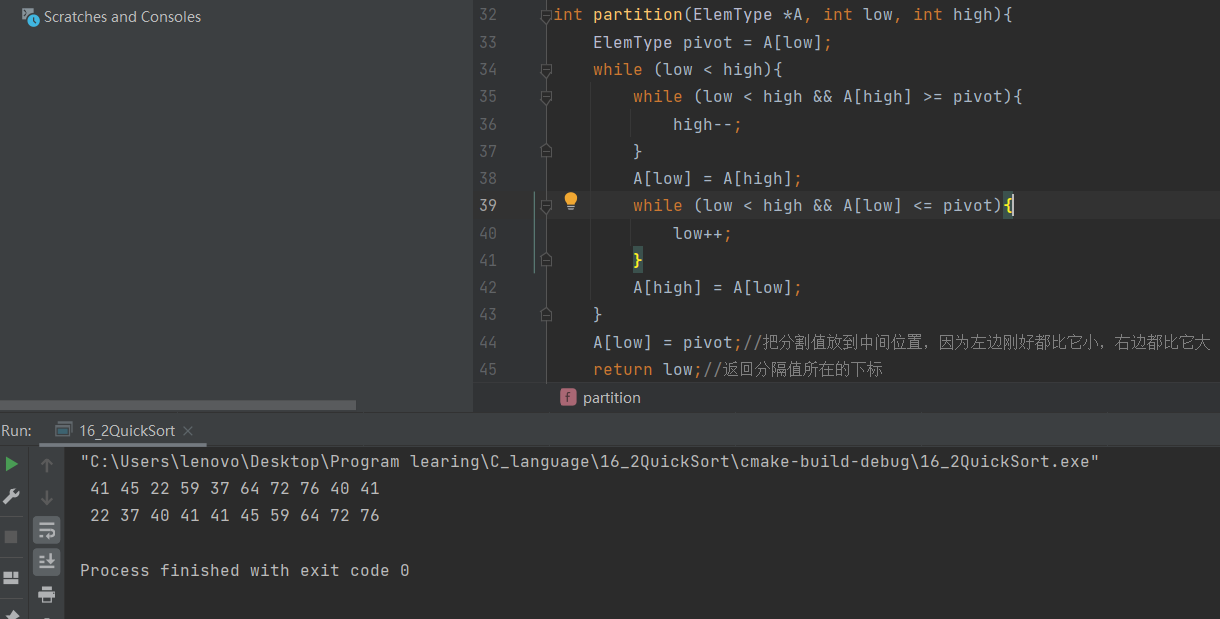 Scratches and Consoles
32 int partition(ElemType *A, int low, int high){
33 ElemType pivot = A[low];
34 while (low < high){
35 while (low < high && A[high] >= pivot){
36 high--;
37 }
38 A[low] = A[high];
39 while (low < high && A[low] <= pivot){
40 low++;
41 }
42 A[high] = A[low];
43 }
44 A[low] = pivot;//把分割值放到中间位置，因为左边刚好都比它小，右边都比它大
45 return low;//返回分隔值所在的下标
f partition
Run: 16_2QuickSort
"C:\Users\lenovo\Desktop\Program learing\C_language\16_2QuickSort\cmake-build-debug\16_2QuickSort.exe"
41 45 22 59 37 64 72 76 40 41
22 37 40 41 41 45 59 64 72 76
Process finished with exit code 0